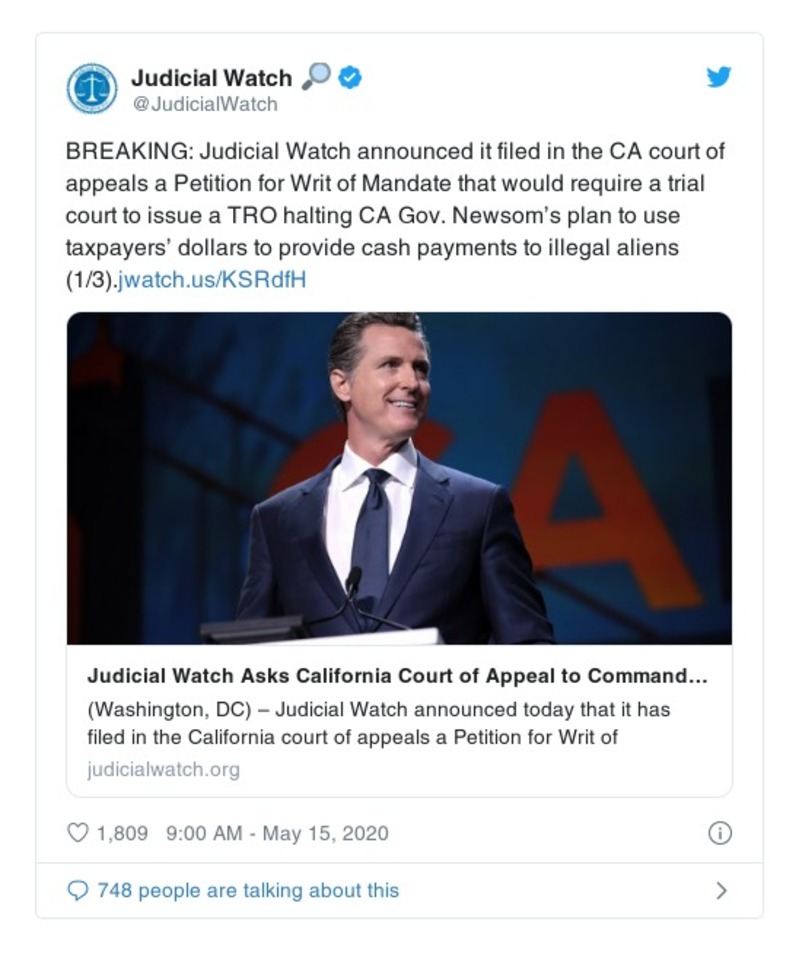 Judicial Watch
@JudicialWatch
BREAKING: Judicial Watch announced it filed in the CA court of
appeals a Petition for Writ of Mandate that would require a trial
court to issue a TRO halting CA Gov. Newsom’s plan to use
taxpayers’ dollars to provide cash payments to illegal aliens
(1/3).jwatch.us/KSRdfH
CA
Judicial Watch Asks California Court of Appeal to Command...
(Washington, DC) – Judicial Watch announced today that it has
filed in the California court of appeals a Petition for Writ of
judicialwatch.org
1,809 9:00 AM - May 15, 2020
748 people are talking about this